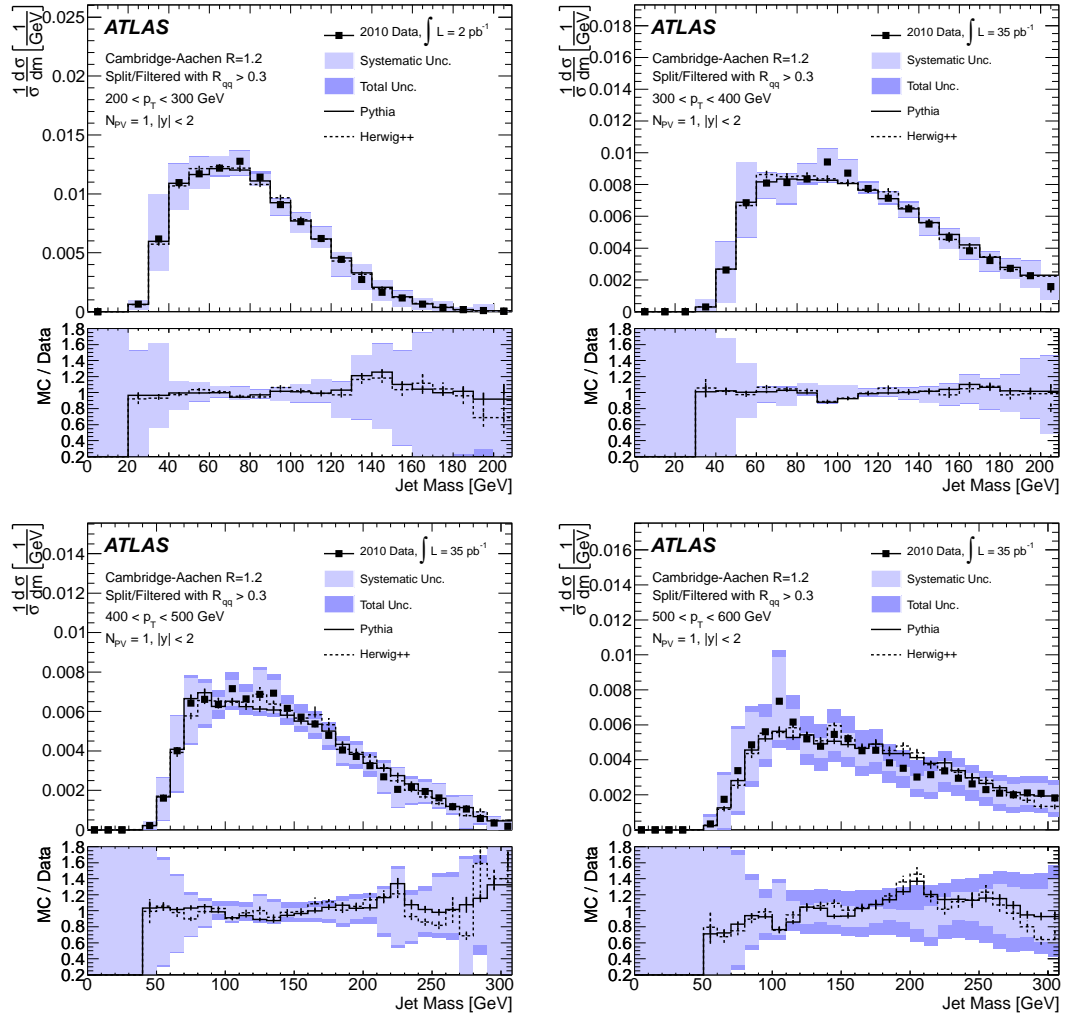 ATLAS
2010 Data, ∫ L = 2 pb⁻¹
Cambridge-Aachen R=1.2
Split/Filtered with R_qq > 0.3
200 < p_T < 300 GeV
N_PV = 1, |y| < 2
Systematic Unc.
Total Unc.
Pythia
Herwig++
1/σ dσ/dm [1/GeV]
0.025
0.02
0.015
0.01
0.005
0
MC / Data
1.8
1.6
1.4
1.2
1
0.8
0.6
0.4
0.2
0 20 40 60 80 100 120 140 160 180 200
Jet Mass [GeV]
ATLAS
2010 Data, ∫ L = 35 pb⁻¹
Cambridge-Aachen R=1.2
Split/Filtered with R_qq > 0.3
300 < p_T < 400 GeV
N_PV = 1, |y| < 2
Systematic Unc.
Total Unc.
Pythia
Herwig++
1/σ dσ/dm [1/GeV]
0.018
0.016
0.014
0.012
0.01
0.008
0.006
0.004
0.002
0
MC / Data
1.8
1.6
1.4
1.2
1
0.8
0.6
0.4
0.2
0 20 40 60 80 100 120 140 160 180 200
Jet Mass [GeV]
ATLAS
2010 Data, ∫ L = 35 pb⁻¹
Cambridge-Aachen R=1.2
Split/Filtered with R_qq > 0.3
400 < p_T < 500 GeV
N_PV = 1, |y| < 2
Systematic Unc.
Total Unc.
Pythia
Herwig++
1/σ dσ/dm [1/GeV]
0.014
0.012
0.01
0.008
0.006
0.004
0.002
0
MC / Data
1.8
1.6
1.4
1.2
1
0.8
0.6
0.4
0.2
0 50 100 150 200 250 300
Jet Mass [GeV]
ATLAS
2010 Data, ∫ L = 35 pb⁻¹
Cambridge-Aachen R=1.2
Split/Filtered with R_qq > 0.3
500 < p_T < 600 GeV
N_PV = 1, |y| < 2
Systematic Unc.
Total Unc.
Pythia
Herwig++
1/σ dσ/dm [1/GeV]
0.016
0.014
0.012
0.01
0.008
0.006
0.004
0.002
0
MC / Data
1.8
1.6
1.4
1.2
1
0.8
0.6
0.4
0.2
0 50 100 150 200 250 300
Jet Mass [GeV]